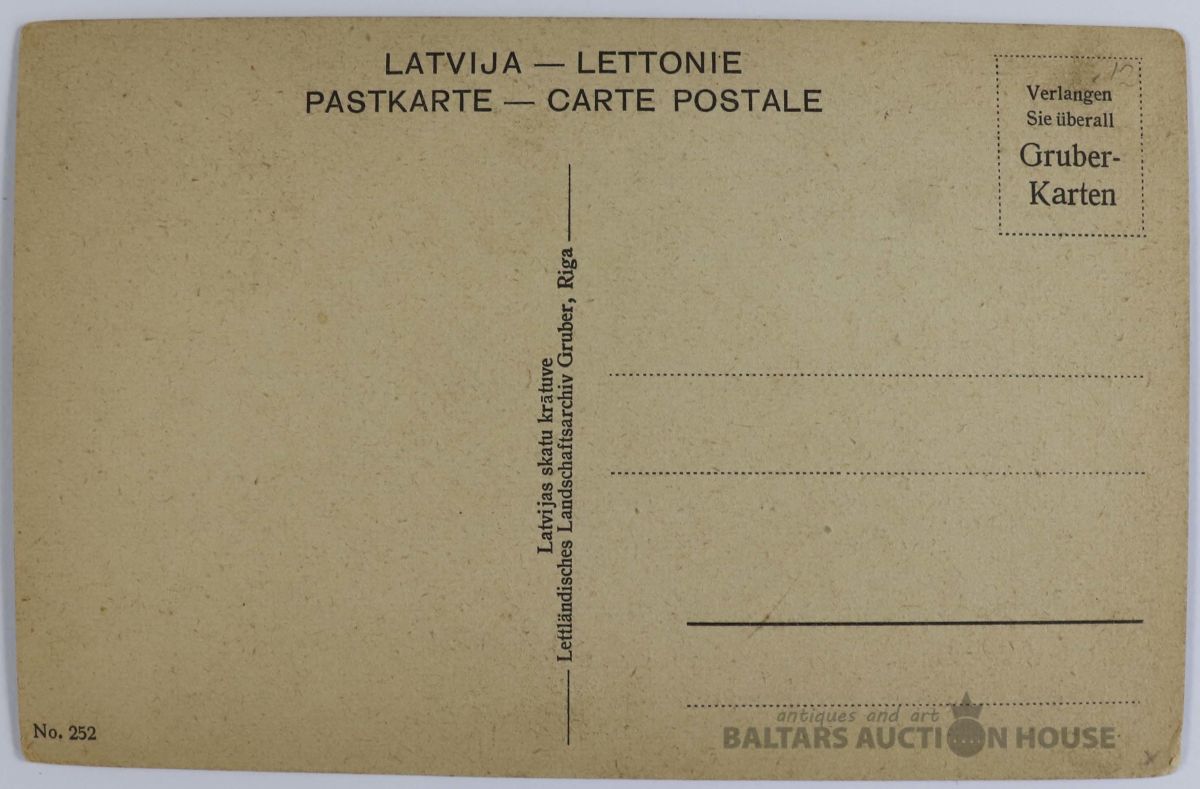 LATVIJA — LETTONIE
PASTKARTE — CARTE POSTALE
Verlangen
Sie überall
Gruber-
Karten
Latvijas skatu krātuve
Lettländisches Landschaftsarchiv Gruber, Riga
No. 252
antiques and art
BALTARS AUCTION HOUSE